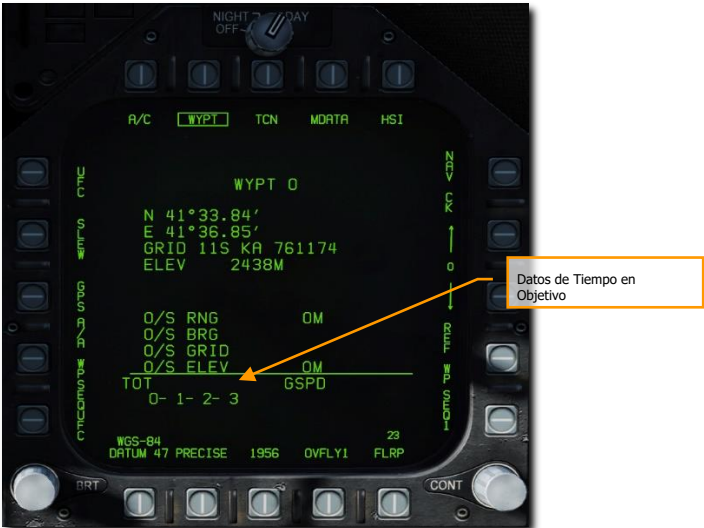 NIGHT DAY
OFF
A/C WYPT TCN MDATA HSI
UFC
NAV CK
WYPT 0
N 41°33.84′
E 41°36.85′
GRID 11S KA 761174
ELEV 2438M
SLEW
0
Datos de Tiempo en
Objetivo
GPS
A/A WP
O/S RNG 0M
O/S BRG
O/S GRID
O/S ELEV 0M
REF WP
TOT GSPD
0- 1- 2- 3
SEQUFC
SEQ1
WGS-84 23
DATUM 47 PRECISE 1956 OVFLY1 FLRP
BRT CONT